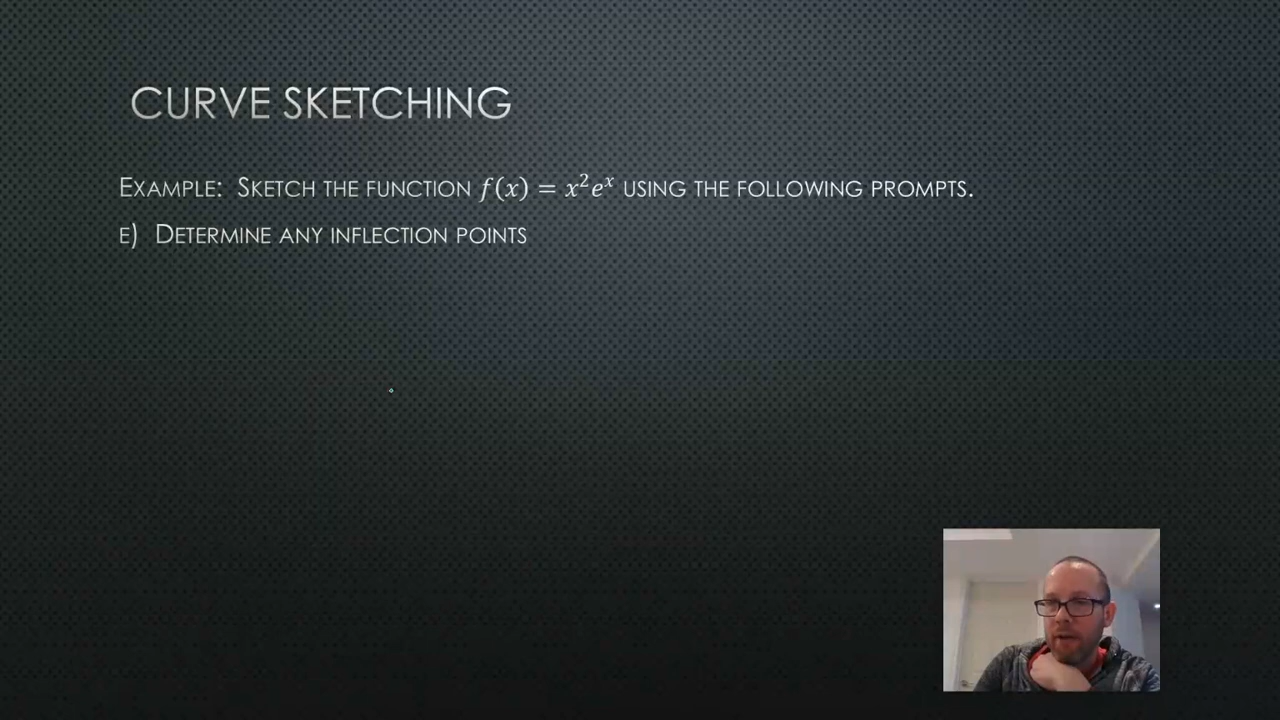 CURVE SKETCHING
EXAMPLE: SKETCH THE FUNCTION f(x) = x²eˣ USING THE FOLLOWING PROMPTS.
E) DETERMINE ANY INFLECTION POINTS